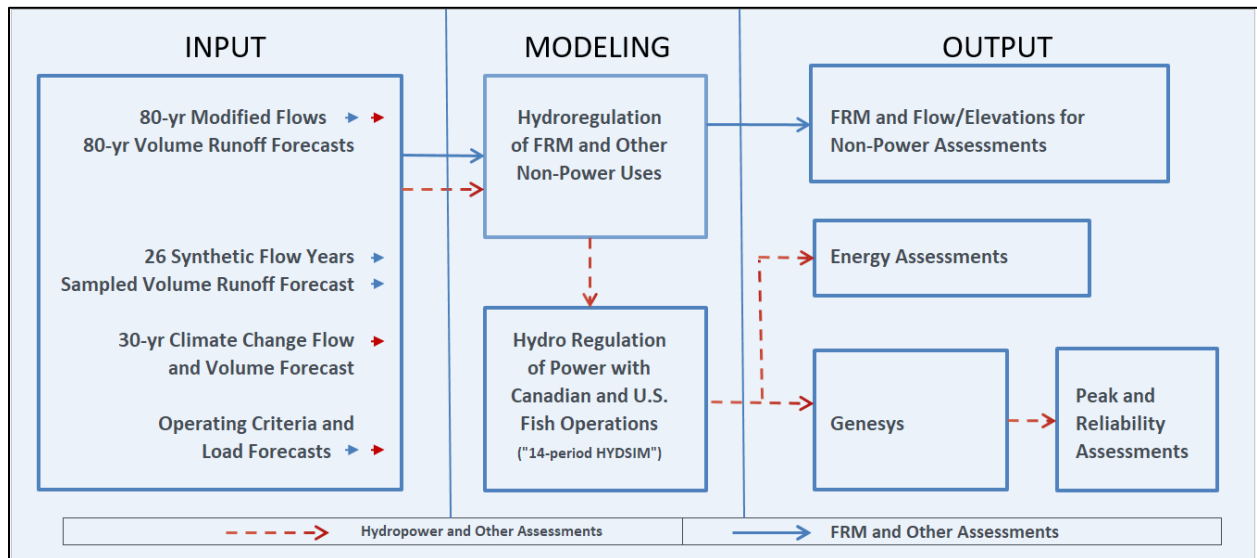 INPUT
80-yr Modified Flows
80-yr Volume Runoff Forecasts
26 Synthetic Flow Years
Sampled Volume Runoff Forecast
30-yr Climate Change Flow
and Volume Forecast
Operating Criteria and
Load Forecasts
MODELING
Hydroregulation
of FRM and Other
Non-Power Uses
Hydro Regulation
of Power with
Canadian and U.S.
Fish Operations
("14-period HYDSIM")
OUTPUT
FRM and Flow/Elevations for
Non-Power Assessments
Energy Assessments
Genesys
Peak and
Reliability
Assessments
Hydropower and Other Assessments
FRM and Other Assessments